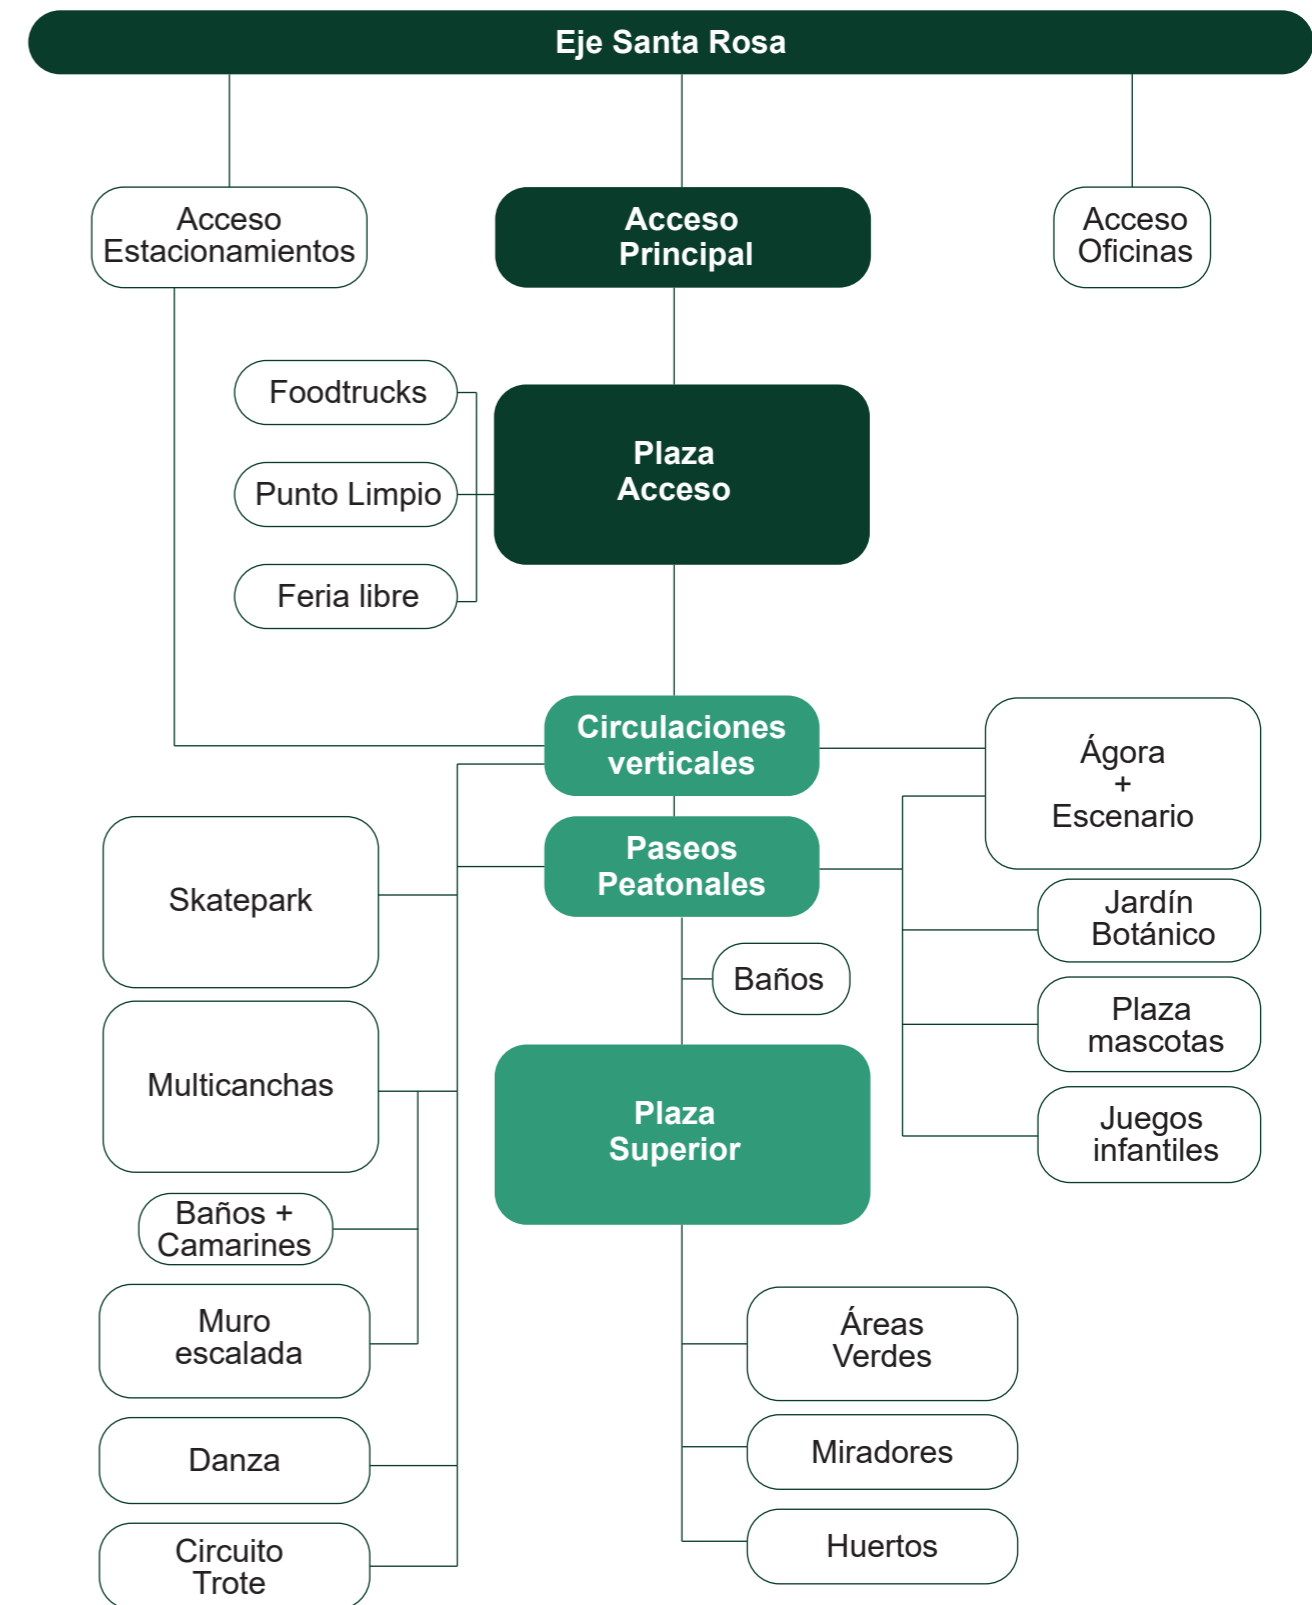 Eje Santa Rosa
Acceso
Estacionamientos
Acceso
Principal
Acceso
Oficinas
Foodtrucks
Punto Limpio
Feria libre
Plaza
Acceso
Circulaciones
verticales
Ágora
+
Escenario
Paseos
Peatonales
Skatepark
Jardín
Botánico
Baños
Plaza
mascotas
Multicanchas
Plaza
Superior
Juegos
infantiles
Baños +
Camarines
Muro
escalada
Áreas
Verdes
Danza
Miradores
Circuito
Trote
Huertos